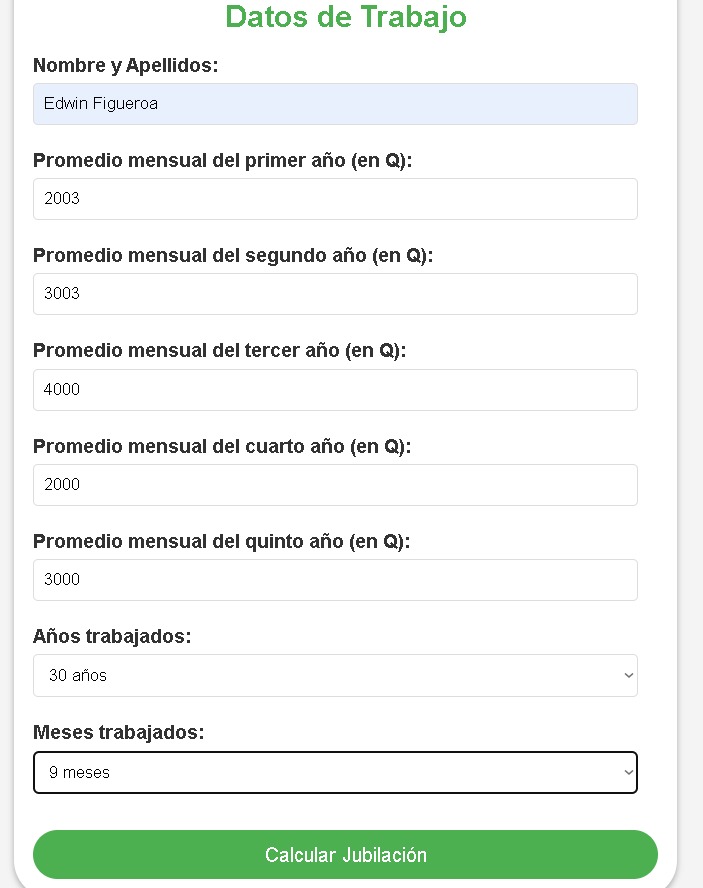 Datos de Trabajo
Nombre y Apellidos:
Edwin Figueroa
Promedio mensual del primer año (en Q):
2003
Promedio mensual del segundo año (en Q):
3003
Promedio mensual del tercer año (en Q):
4000
Promedio mensual del cuarto año (en Q):
2000
Promedio mensual del quinto año (en Q):
3000
Años trabajados:
30 años
Meses trabajados:
9 meses
Calcular Jubilación